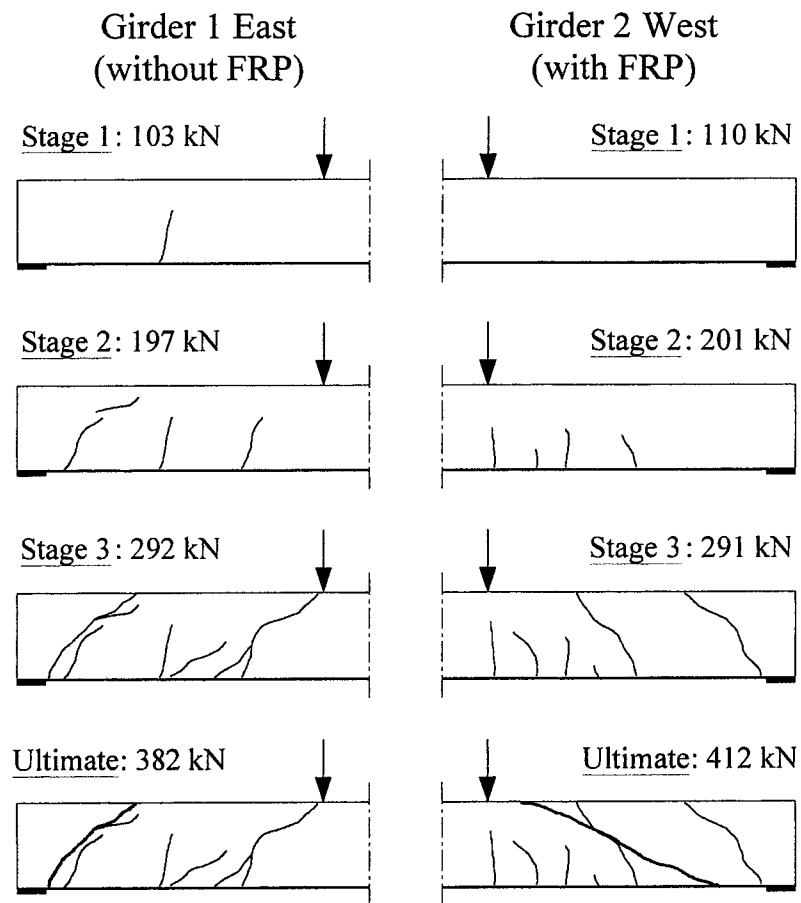 Girder 1 East
(without FRP)
Girder 2 West
(with FRP)
Stage 1: 103 kN
Stage 1: 110 kN
Stage 2: 197 kN
Stage 2: 201 kN
Stage 3: 292 kN
Stage 3: 291 kN
Ultimate: 382 kN
Ultimate: 412 kN